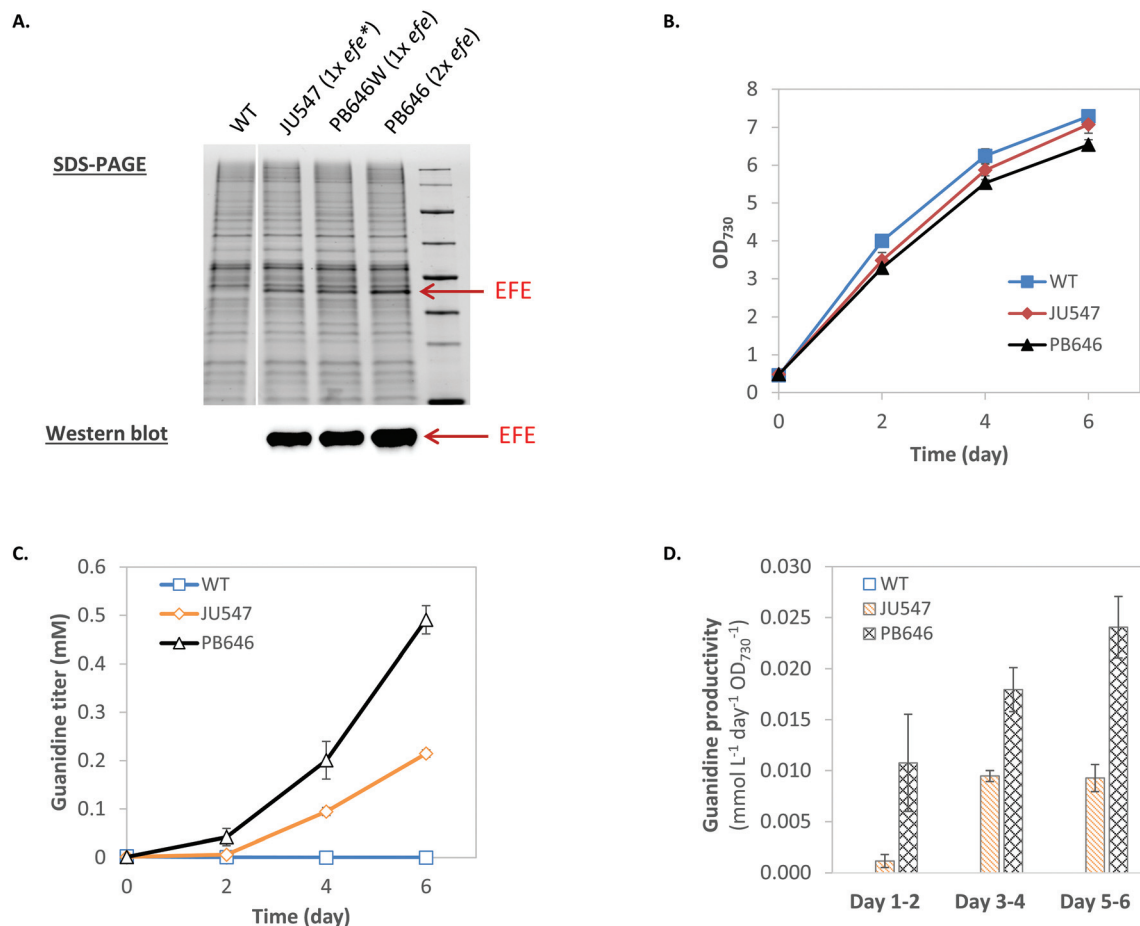 A.
WT
JU547 (1x efe*)
PB646W (1x efe)
PB646 (2x efe)
SDS-PAGE
EFE
Western blot
EFE
B.
8
7
6
5
4
3
2
1
0
OD730
WT
JU547
PB646
0
2
4
6
Time (day)
C.
0.6
0.5
0.4
0.3
0.2
0.1
0
Guanidine titer (mM)
WT
JU547
PB646
0
2
4
6
Time (day)
D.
0.030
0.025
0.020
0.015
0.010
0.005
0.000
Guanidine productivity
(mmol L-1 day-1 OD730-1)
WT
JU547
PB646
Day 1-2
Day 3-4
Day 5-6